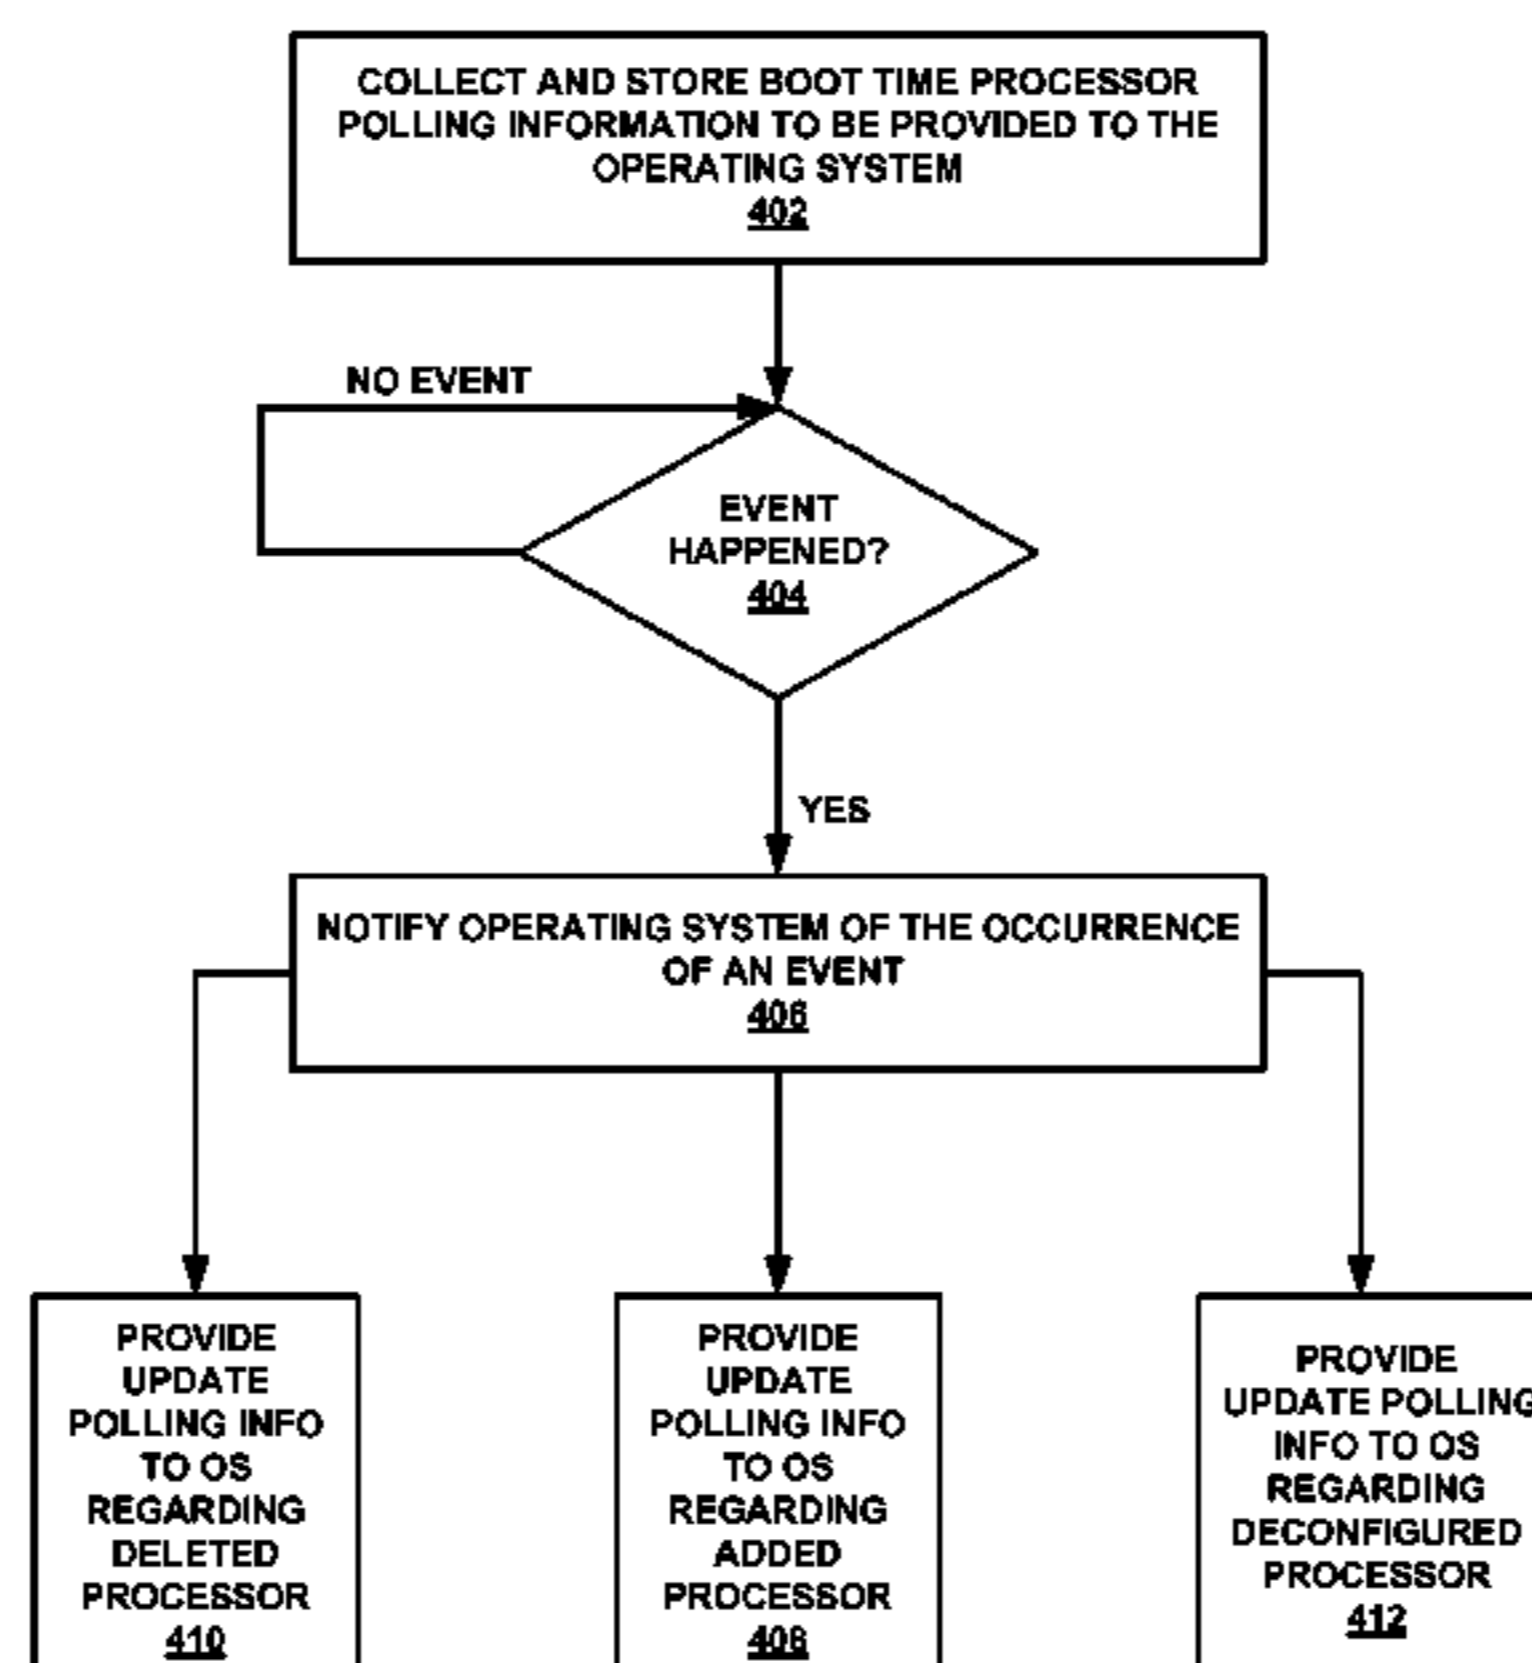 COLLECT AND STORE BOOT TIME PROCESSOR
POLLING INFORMATION TO BE PROVIDED TO THE
OPERATING SYSTEM
402
NO EVENT
EVENT
HAPPENED?
404
YES
NOTIFY OPERATING SYSTEM OF THE OCCURRENCE
OF AN EVENT
406
PROVIDE
UPDATE
POLLING INFO
TO OS
REGARDING
DELETED
PROCESSOR
410
PROVIDE
UPDATE
POLLING INFO
TO OS
REGARDING
ADDED
PROCESSOR
408
PROVIDE
UPDATE POLLING
INFO TO OS
REGARDING
DECONFIGURED
PROCESSOR
412